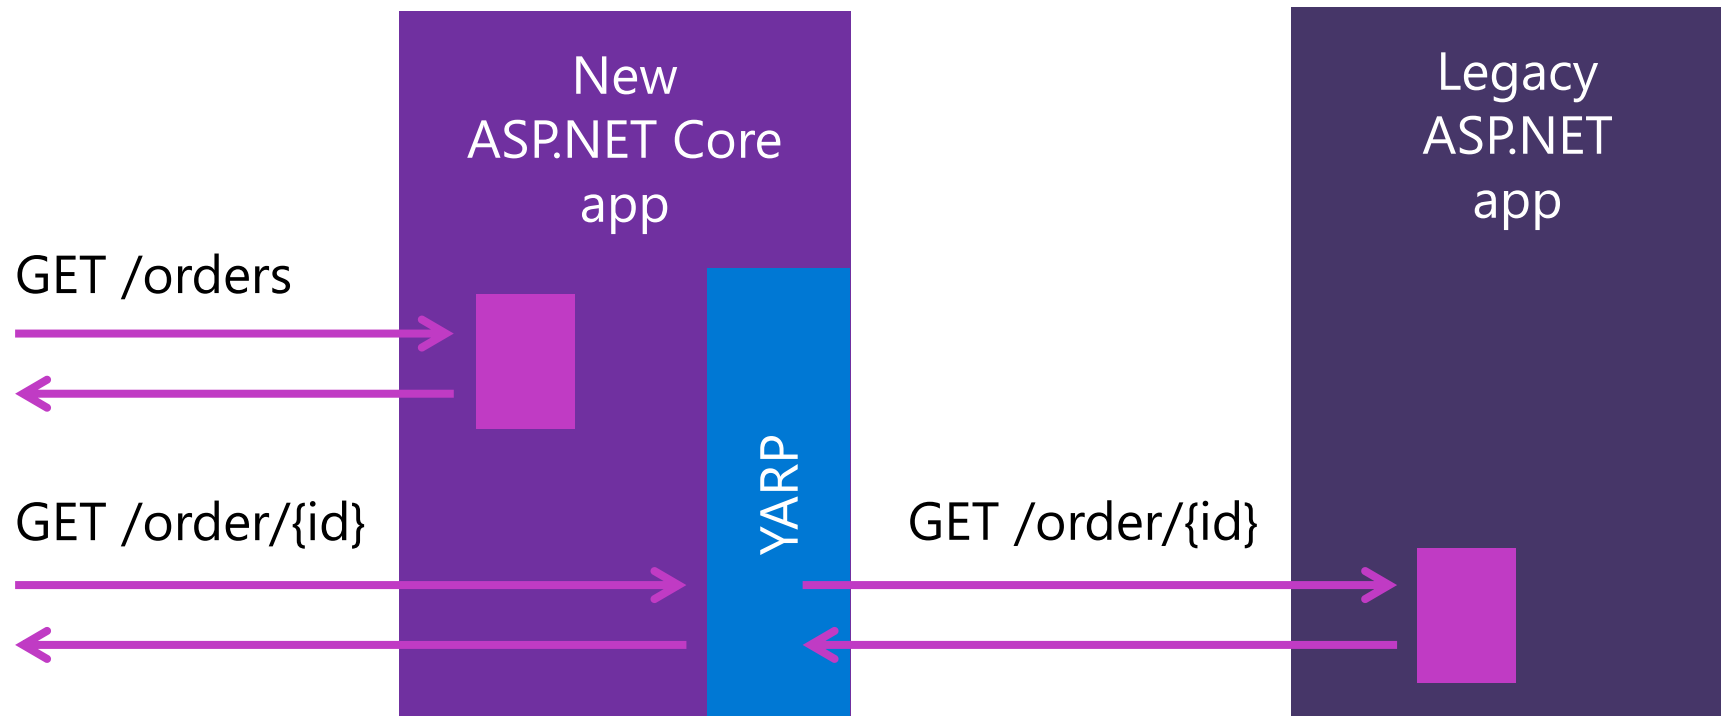 New
ASP.NET Core
app
Legacy
ASP.NET
app
GET /orders
YARP
GET /order/{id}
GET /order/{id}